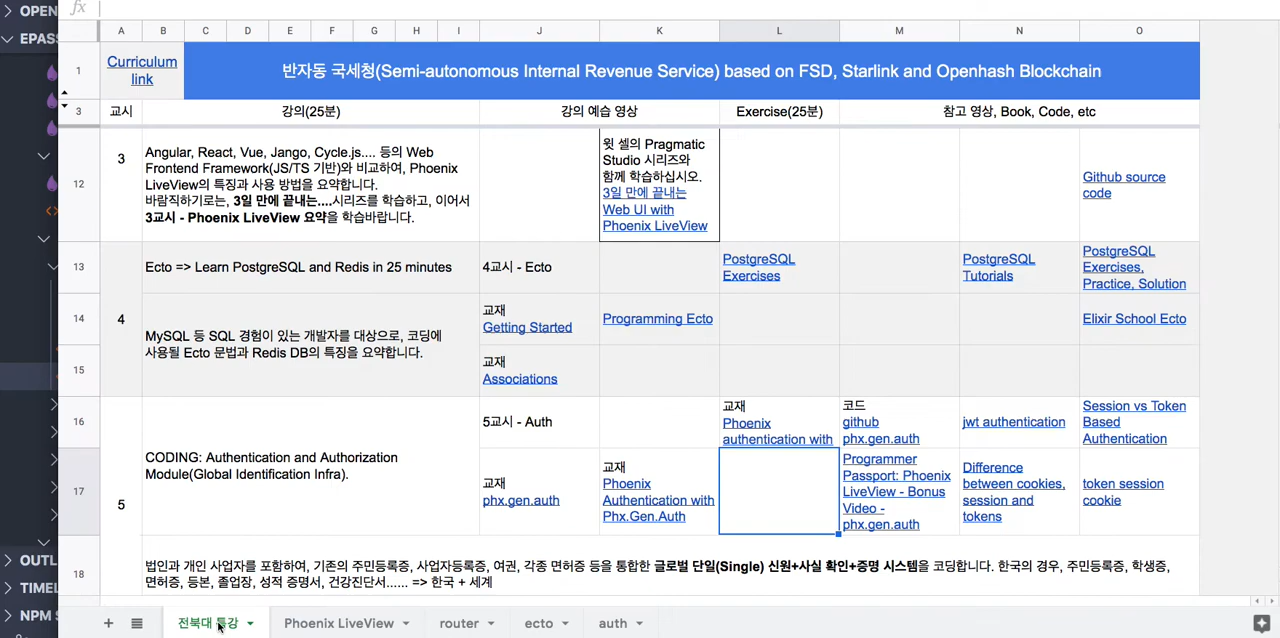 OPEN
EPASS
OUTL
TIMEL
NPM S
fx
A B C D E F G H I J K L M N O
1
Curriculum
link
반자동 국세청(Semi-autonomous Internal Revenue Service) based on FSD, Starlink and Openhash Blockchain
3 교시 강의(25분) 강의 예습 영상 Exercise(25분) 참고 영상, Book, Code, etc
12
3
Angular, React, Vue, Jango, Cycle.js.... 등의 Web
Frontend Framework(JS/TS 기반)와 비교하여, Phoenix
LiveView의 특징과 사용 방법을 요약합니다.
바람직하기로는, 3일 만에 끝내는....시리즈를 학습하고, 이어서
3교시 - Phoenix LiveView 요약을 학습바랍니다.
윗 셀의 Pragmatic
Studio 시리즈와
함께 학습하십시오.
3일 만에 끝내는
Web UI with
Phoenix LiveView
Github source
code
13
4
Ecto => Learn PostgreSQL and Redis in 25 minutes
4교시 - Ecto
PostgreSQL
Exercises
PostgreSQL
Tutorials
PostgreSQL
Exercises,
Practice, Solution
14
MySQL 등 SQL 경험이 있는 개발자를 대상으로, 코딩에
사용될 Ecto 문법과 Redis DB의 특징을 요약합니다.
교재
Getting Started
Programming Ecto
Elixir School Ecto
15
교재
Associations
16
5
CODING: Authentication and Authorization
Module(Global Identification Infra).
5교시 - Auth
교재
Phoenix
authentication with
코드
github
phx.gen.auth
jwt authentication
Session vs Token
Based
Authentication
17
교재
phx.gen.auth
교재
Phoenix
Authentication with
Phx.Gen.Auth
Programmer
Passport: Phoenix
LiveView - Bonus
Video -
phx.gen.auth
Difference
between cookies,
session and
tokens
token session
cookie
18
법인과 개인 사업자를 포함하여, 기존의 주민등록증, 사업자등록증, 여권, 각종 면허증 등을 통합한 글로벌 단일(Single) 신원+사실 확인+증명 시스템을 코딩합니다. 한국의 경우, 주민등록증, 학생증,
면허증, 등본, 졸업장, 성적 증명서, 건강진단서...... => 한국 + 세계
전북대 특강 Phoenix LiveView router ecto auth